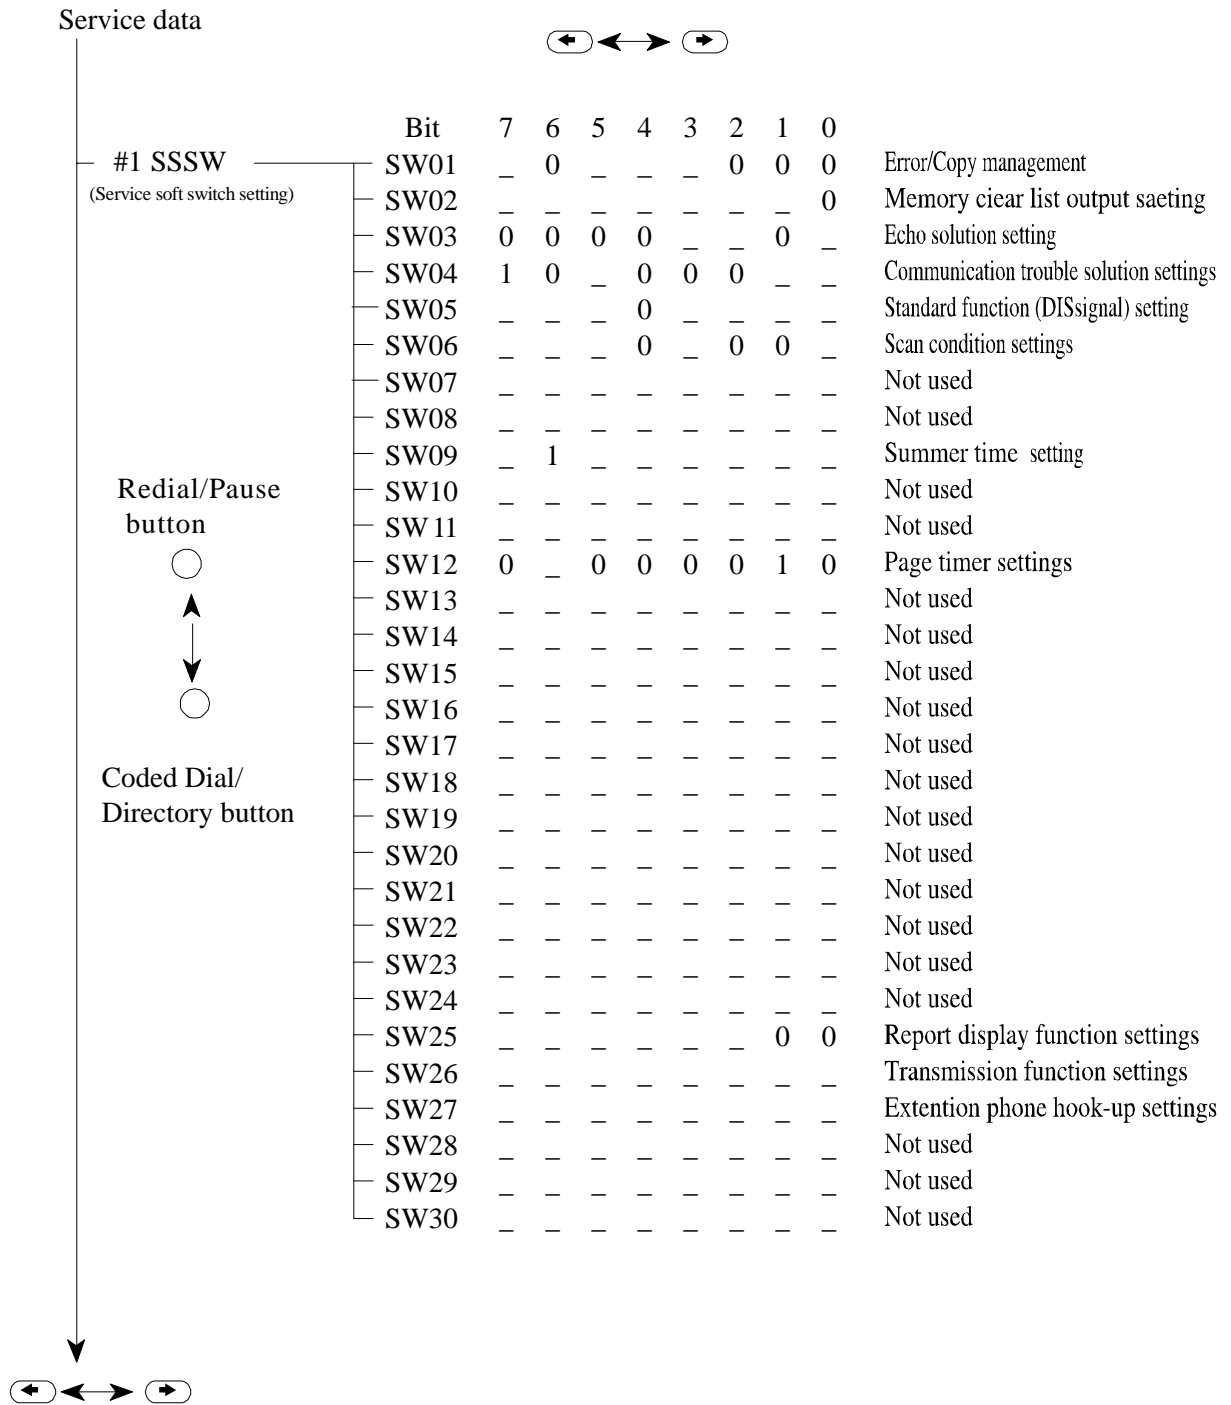 Service data
Bit 7 6 5 4 3 2 1 0
#1 SSSW
(Service soft switch setting)
SW01 _ 0 _ _ _ 0 0 0 Error/Copy management
SW02 _ _ _ _ _ _ _ 0 Memory ciear list output saeting
SW03 0 0 0 0 _ _ 0 _ Echo solution setting
SW04 1 0 _ 0 0 0 _ _ Communication trouble solution settings
SW05 _ _ _ 0 _ _ _ _ Standard function (DISsignal) setting
SW06 _ _ _ 0 _ 0 0 _ Scan condition settings
SW07 _ _ _ _ _ _ _ _ Not used
SW08 _ _ _ _ _ _ _ _ Not used
SW09 _ 1 _ _ _ _ _ _ Summer time setting
SW10 _ _ _ _ _ _ _ _ Not used
SW11 _ _ _ _ _ _ _ _ Not used
SW12 0 _ 0 0 0 0 1 0 Page timer settings
SW13 _ _ _ _ _ _ _ _ Not used
SW14 _ _ _ _ _ _ _ _ Not used
SW15 _ _ _ _ _ _ _ _ Not used
SW16 _ _ _ _ _ _ _ _ Not used
SW17 _ _ _ _ _ _ _ _ Not used
SW18 _ _ _ _ _ _ _ _ Not used
SW19 _ _ _ _ _ _ _ _ Not used
SW20 _ _ _ _ _ _ _ _ Not used
SW21 _ _ _ _ _ _ _ _ Not used
SW22 _ _ _ _ _ _ _ _ Not used
SW23 _ _ _ _ _ _ _ _ Not used
SW24 _ _ _ _ _ _ _ _ Not used
SW25 _ _ _ _ _ _ 0 0 Report display function settings
SW26 _ _ _ _ _ _ _ _ Transmission function settings
SW27 _ _ _ _ _ _ _ _ Extention phone hook-up settings
SW28 _ _ _ _ _ _ _ _ Not used
SW29 _ _ _ _ _ _ _ _ Not used
SW30 _ _ _ _ _ _ _ _ Not used
Redial/Pause
button
Coded Dial/
Directory button